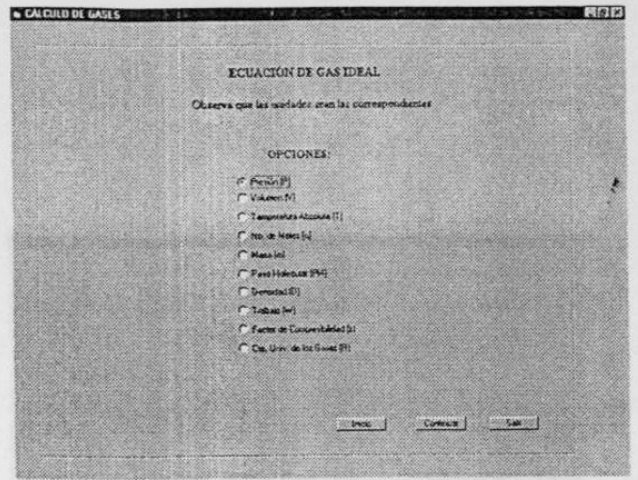 CALCULO DE GASES
ECUACIÓN DE GAS IDEAL
Observa que las unidades sean las correspondientes
OPCIONES:
Presión [P]
Volumen [V]
Temperatura Absoluta [T]
No. de Moles [n]
Masa [m]
Peso Molecular [PM]
Densidad [D]
Trabajo [w]
Factor de Compresibilidad [z]
Cte. Univ. de los Gases [R]
Inicio Continuar Salir